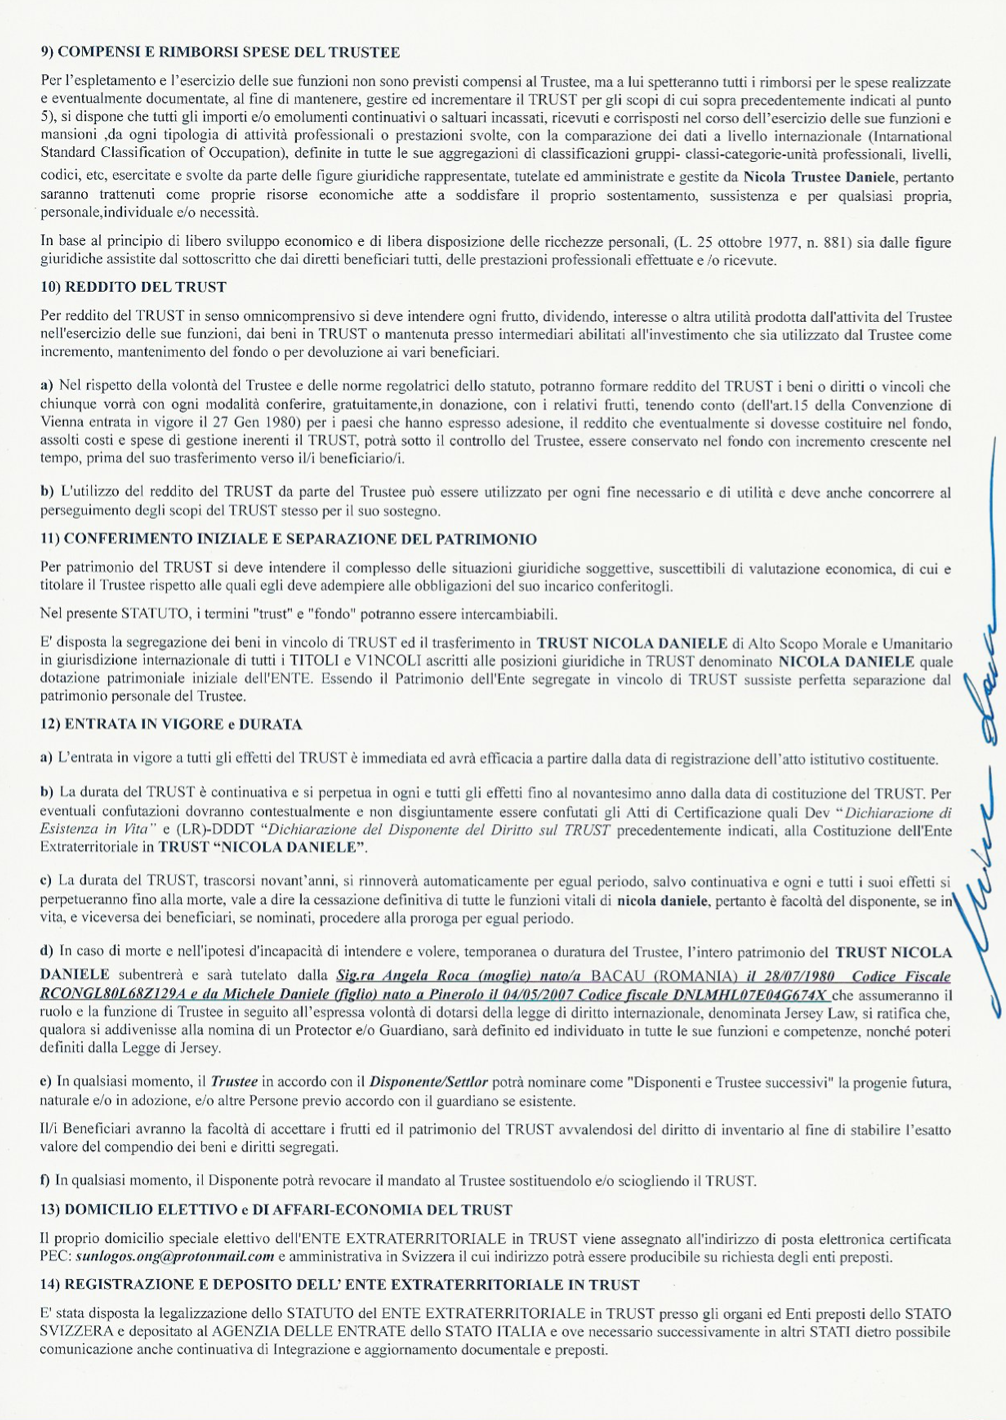 9) COMPENSI E RIMBORSI SPESE DEL TRUSTEE
Per l'espletamento e l'esercizio delle sue funzioni non sono previsti compensi al Trustee, ma a lui spetteranno tutti i rimborsi per le spese realizzate
e eventualmente documentate, al fine di mantenere, gestire ed incrementare il TRUST per gli scopi di cui sopra precedentemente indicati al punto
5), si dispone che tutti gli importi e/o emolumenti continuativi o saltuari incassati, ricevuti e corrisposti nel corso dell'esercizio delle sue funzioni e
mansioni ,da ogni tipologia di attività professionali o prestazioni svolte, con la comparazione dei dati a livello internazionale (Intarnational
Standard Classification of Occupation), definite in tutte le sue aggregazioni di classificazioni gruppi- classi-categorie-unità professionali, livelli,
codici, etc, esercitate e svolte da parte delle figure giuridiche rappresentate, tutelate ed amministrate e gestite da Nicola Trustee Daniele, pertanto
saranno trattenuti come proprie risorse economiche atte a soddisfare il proprio sostentamento, sussistenza e per qualsiasi propria,
personale,individuale e/o necessità.
In base al principio di libero sviluppo economico e di libera disposizione delle ricchezze personali, (L. 25 ottobre 1977, n. 881) sia dalle figure
giuridiche assistite dal sottoscritto che dai diretti beneficiari tutti, delle prestazioni professionali effettuate e /o ricevute.
10) REDDITO DEL TRUST
Per reddito del TRUST in senso omnicomprensivo si deve intendere ogni frutto, dividendo, interesse o altra utilità prodotta dall'attivita del Trustee
nell'esercizio delle sue funzioni, dai beni in TRUST o mantenuta presso intermediari abilitati all'investimento che sia utilizzato dal Trustee come
incremento, mantenimento del fondo o per devoluzione ai vari beneficiari.
a) Nel rispetto della volontà del Trustee e delle norme regolatrici dello statuto, potranno formare reddito del TRUST i beni o diritti o vincoli che
chiunque vorrà con ogni modalità conferire, gratuitamente,in donazione, con i relativi frutti, tenendo conto (dell'art.15 della Convenzione di
Vienna entrata in vigore il 27 Gen 1980) per i paesi che hanno espresso adesione, il reddito che eventualmente si dovesse costituire nel fondo,
assolti costi e spese di gestione inerenti il TRUST, potrà sotto il controllo del Trustee, essere conservato nel fondo con incremento crescente nel
tempo, prima del suo trasferimento verso il/i beneficiario/i.
b) L'utilizzo del reddito del TRUST da parte del Trustee può essere utilizzato per ogni fine necessario e di utilità e deve anche concorrere al
perseguimento degli scopi del TRUST stesso per il suo sostegno.
11) CONFERIMENTO INIZIALE E SEPARAZIONE DEL PATRIMONIO
Per patrimonio del TRUST si deve intendere il complesso delle situazioni giuridiche soggettive, suscettibili di valutazione economica, di cui e
titolare il Trustee rispetto alle quali egli deve adempiere alle obbligazioni del suo incarico conferitogli.
Nel presente STATUTO, i termini "trust" e "fondo" potranno essere intercambiabili.
E' disposta la segregazione dei beni in vincolo di TRUST ed il trasferimento in TRUST NICOLA DANIELE di Alto Scopo Morale e Umanitario
in giurisdizione internazionale di tutti i TITOLI e V1NCOLI ascritti alle posizioni giuridiche in TRUST denominato NICOLA DANIELE quale
dotazione patrimoniale iniziale dell'ENTE. Essendo il Patrimonio dell'Ente segregate in vincolo di TRUST sussiste perfetta separazione dal
patrimonio personale del Trustee.
12) ENTRATA IN VIGORE e DURATA
a) L'entrata in vigore a tutti gli effetti del TRUST è immediata ed avrà efficacia a partire dalla data di registrazione dell'atto istitutivo costituente.
b) La durata del TRUST è continuativa e si perpetua in ogni e tutti gli effetti fino al novantesimo anno dalla data di costituzione del TRUST. Per
eventuali confutazioni dovranno contestualmente e non disgiuntamente essere confutati gli Atti di Certificazione quali Dev "Dichiarazione di
Esistenza in Vita" e (LR)-DDDT "Dichiarazione del Disponente del Diritto sul TRUST precedentemente indicati, alla Costituzione dell'Ente
Extraterritoriale in TRUST "NICOLA DANIELE".
c) La durata del TRUST, trascorsi novant'anni, si rinnoverà automaticamente per egual periodo, salvo continuativa e ogni e tutti i suoi effetti si
perpetueranno fino alla morte, vale a dire la cessazione definitiva di tutte le funzioni vitali di nicola daniele, pertanto è facoltà del disponente, se in
vita, e viceversa dei beneficiari, se nominati, procedere alla proroga per egual periodo.
d) In caso di morte e nell'ipotesi d'incapacità di intendere e volere, temporanea o duratura del Trustee, l'intero patrimonio del TRUST NICOLA
DANIELE subentrerà e sarà tutelato dalla Sig.ra Angela Roca (moglie) nato/a BACAU (ROMANIA) il 28/07/1980 Codice Fiscale
RCONGL80L68Z129A e da Michele Daniele (figlio) nato a Pinerolo il 04/05/2007 Codice fiscale DNLMHL07E04G674X che assumeranno il
ruolo e la funzione di Trustee in seguito all'espressa volontà di dotarsi della legge di diritto internazionale, denominata Jersey Law, si ratifica che,
qualora si addivenisse alla nomina di un Protector e/o Guardiano, sarà definito ed individuato in tutte le sue funzioni e competenze, nonché poteri
definiti dalla Legge di Jersey.
e) In qualsiasi momento, il Trustee in accordo con il Disponente/Settlor potrà nominare come "Disponenti e Trustee successivi" la progenie futura,
naturale e/o in adozione, e/o altre Persone previo accordo con il guardiano se esistente.
Il/i Beneficiari avranno la facoltà di accettare i frutti ed il patrimonio del TRUST avvalendosi del diritto di inventario al fine di stabilire l'esatto
valore del compendio dei beni e diritti segregati.
f) In qualsiasi momento, il Disponente potrà revocare il mandato al Trustee sostituendolo e/o sciogliendo il TRUST.
13) DOMICILIO ELETTIVO e DI AFFARI-ECONOMIA DEL TRUST
Il proprio domicilio speciale elettivo dell'ENTE EXTRATERRITORIALE in TRUST viene assegnato all'indirizzo di posta elettronica certificata
PEC: sunlogos.ong@protonmail.com e amministrativa in Svizzera il cui indirizzo potrà essere producibile su richiesta degli enti preposti.
14) REGISTRAZIONE E DEPOSITO DELL' ENTE EXTRATERRITORIALE IN TRUST
E' stata disposta la legalizzazione dello STATUTO del ENTE EXTRATERRITORIALE in TRUST presso gli organi ed Enti preposti dello STATO
SVIZZERA e depositato al AGENZIA DELLE ENTRATE dello STATO ITALIA e ove necessario successivamente in altri STATI dietro possibile
comunicazione anche continuativa di Integrazione e aggiornamento documentale e preposti.